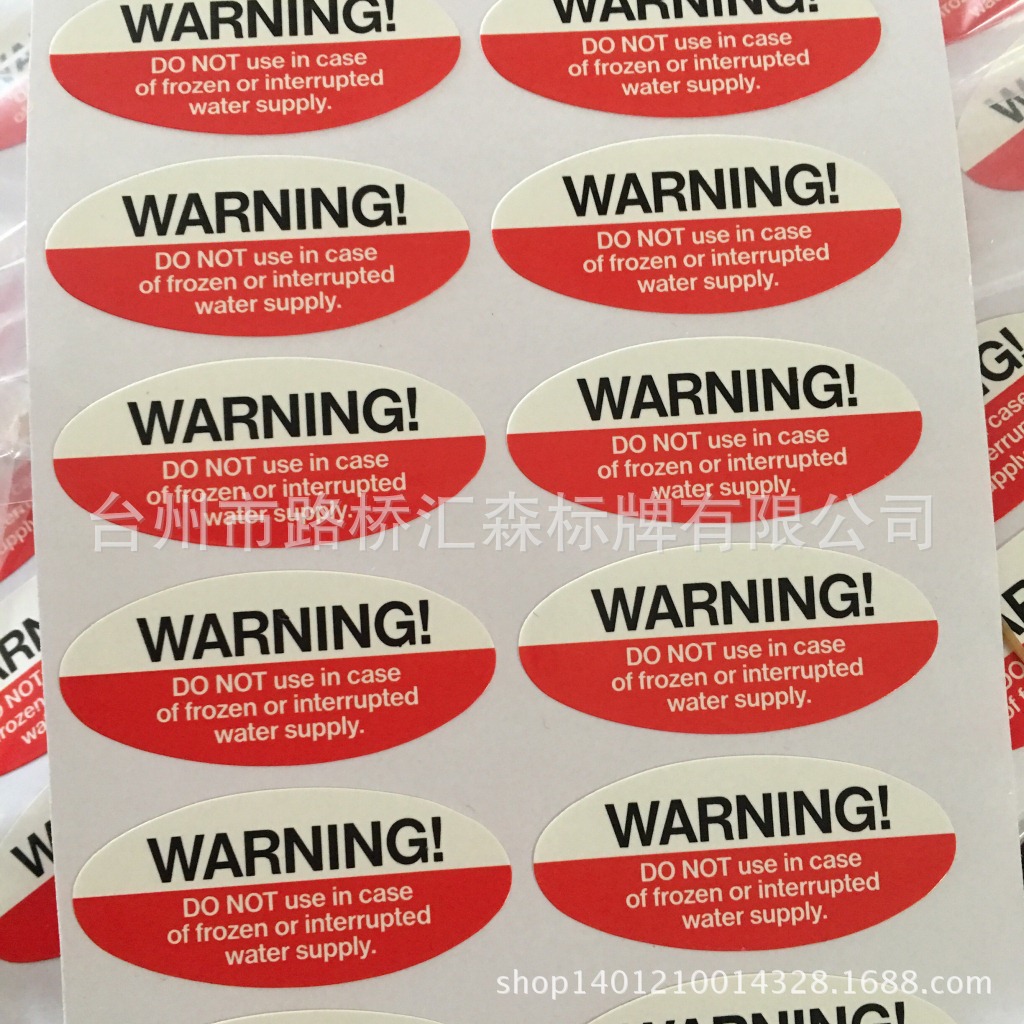 WARNING!
DO NOT use in case
of frozen or interrupted
water supply.
WARNING!
DO NOT use in case
of frozen or interrupted
water supply.
WARNING!
DO NOT use in case
of frozen or interrupted
water supply.
WARNING!
DO NOT use in case
of frozen or interrupted
water supply.
WARNING!
DO NOT use in case
of frozen or interrupted
water supply.
WARNING!
DO NOT use in case
of frozen or interrupted
water supply.
台州市路桥汇森标牌有限公司
WARNING!
DO NOT use in case
of frozen or interrupted
water supply.
WARNING!
DO NOT use in case
of frozen or interrupted
water supply.
WARNING!
DO NOT use in case
of frozen or interrupted
water supply.
WARNING!
DO NOT use in case
of frozen or interrupted
water supply.
shop1401210014328.1688.com
WARNING!